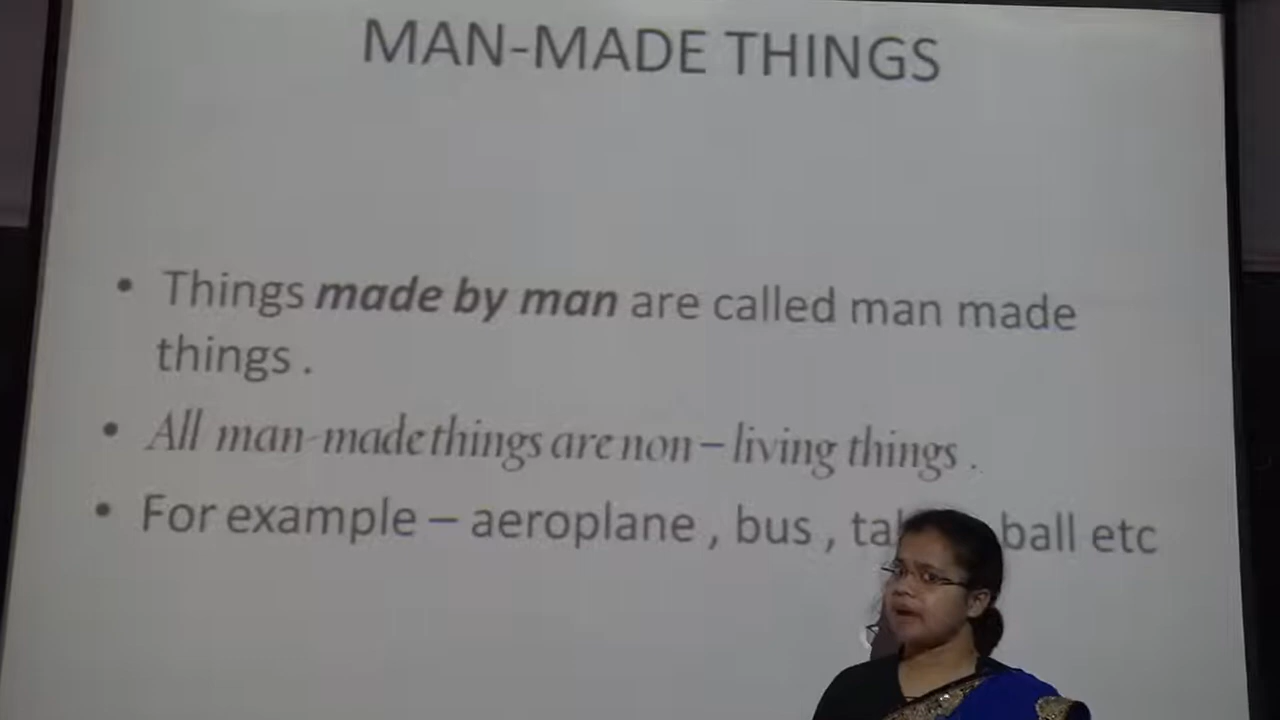 MAN-MADE THINGS
• Things made by man are called man made
things .
• All man-made things are non – living things .
• For example – aeroplane , bus , ball etc